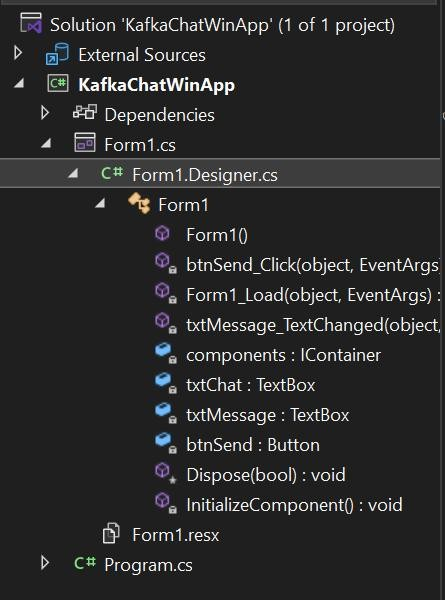 Solution 'KafkaChatWinApp' (1 of 1 project)
External Sources
C# KafkaChatWinApp
Dependencies
Form1.cs
C# Form1.Designer.cs
Form1
Form1()
btnSend_Click(object, EventArgs)
Form1_Load(object, EventArgs) :
txtMessage_TextChanged(object,
components : IContainer
txtChat : TextBox
txtMessage : TextBox
btnSend : Button
Dispose(bool) : void
InitializeComponent() : void
Form1.resx
C# Program.cs